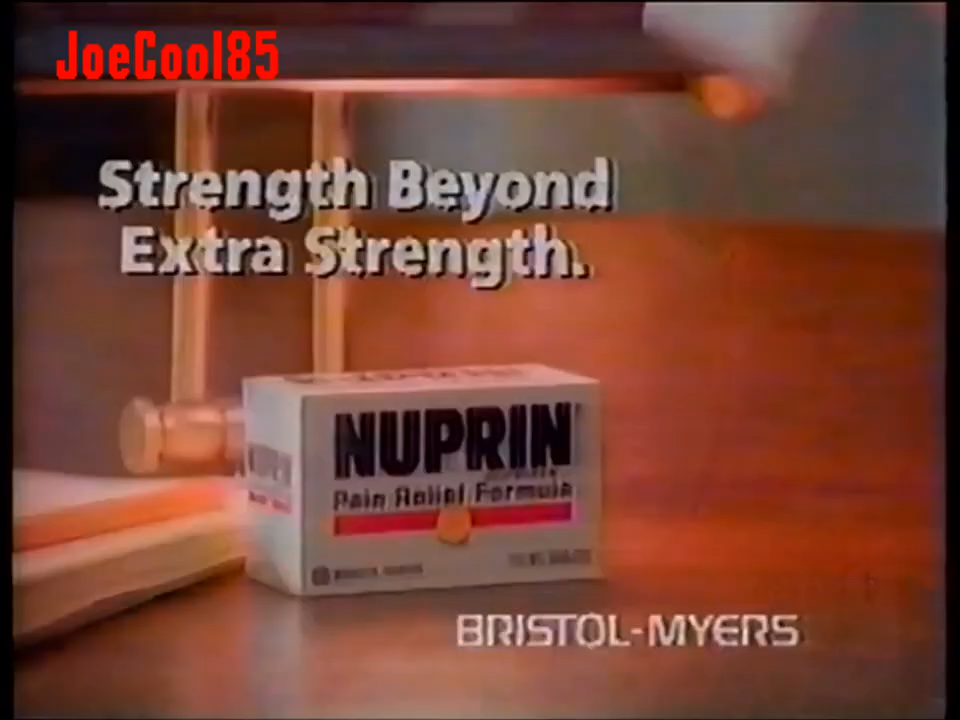 JoeCool85
Strength Beyond
Extra Strength.
NUPRIN
Pain Relief Formula
BRISTOL-MYERS